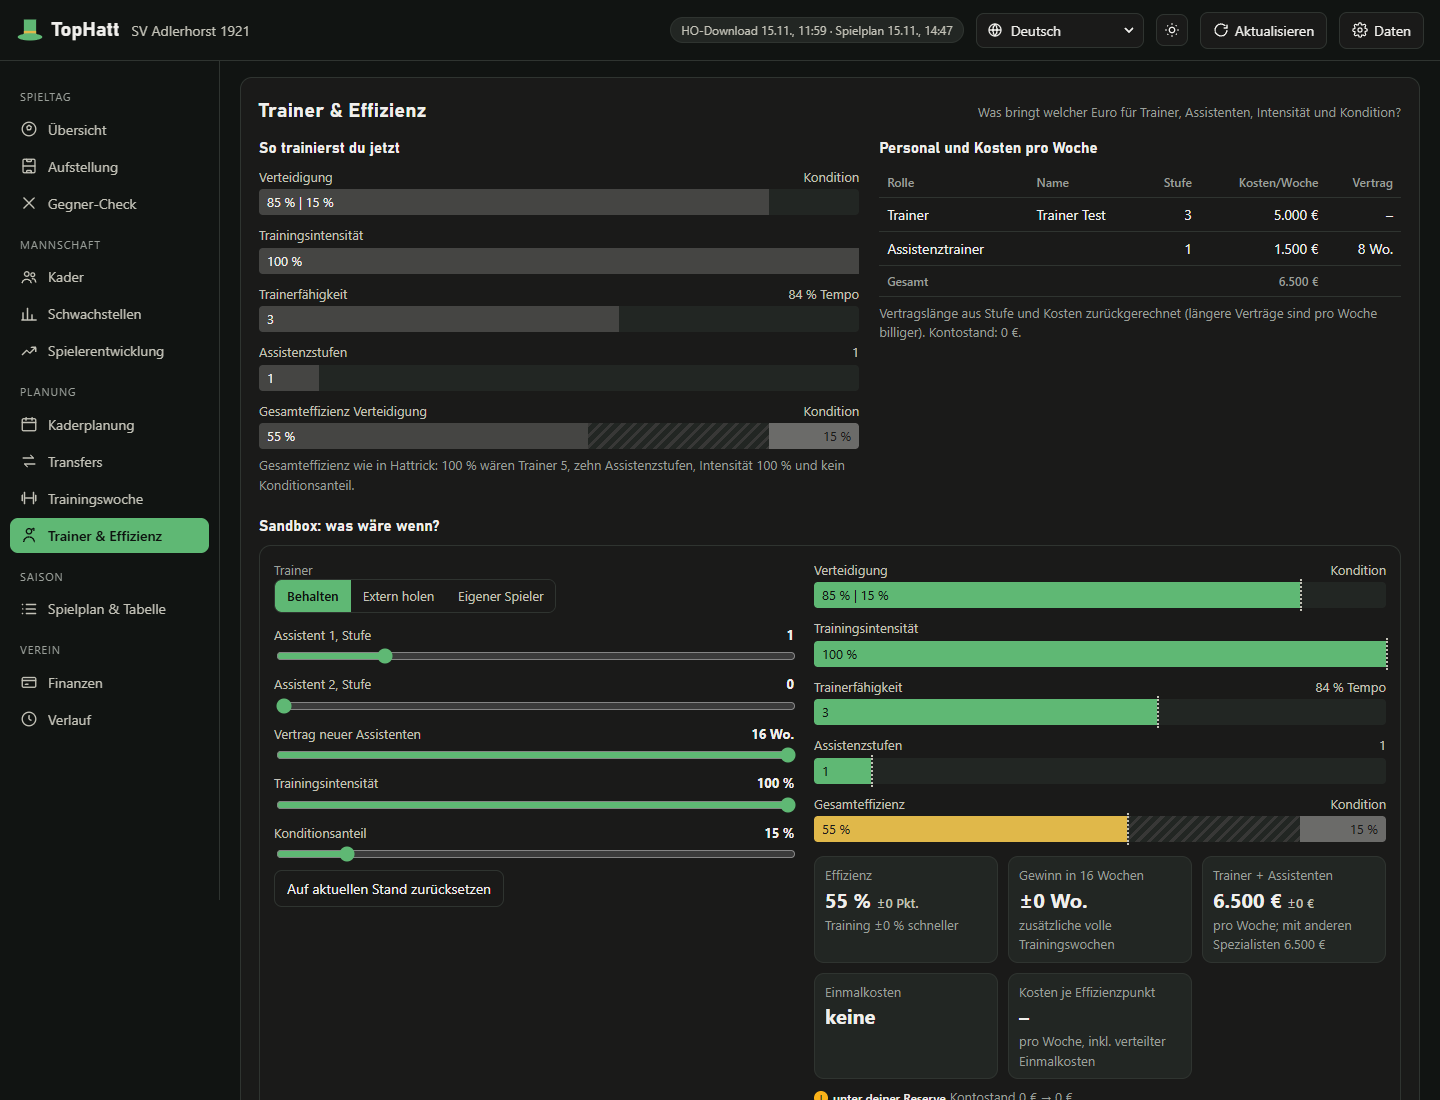 TopHatt SV Adlerhorst 1921
HO-Download 15.11., 11:59 · Spielplan 15.11., 14:47
Deutsch
Aktualisieren
Daten
SPIELTAG
Übersicht
Aufstellung
Gegner-Check
MANNSCHAFT
Kader
Schwachstellen
Spielerentwicklung
PLANUNG
Kaderplanung
Transfers
Trainingswoche
Trainer & Effizienz
SAISON
Spielplan & Tabelle
VEREIN
Finanzen
Verlauf
Trainer & Effizienz
Was bringt welcher Euro für Trainer, Assistenten, Intensität und Kondition?
So trainierst du jetzt
Verteidigung Kondition
85 % | 15 %
Trainingsintensität
100 %
Trainerfähigkeit 84 % Tempo
3
Assistenzstufen 1
1
Gesamteffizienz Verteidigung Kondition
55 % 15 %
Gesamteffizienz wie in Hattrick: 100 % wären Trainer 5, zehn Assistenzstufen, Intensität 100 % und kein
Konditionsanteil.
Personal und Kosten pro Woche
Rolle Name Stufe Kosten/Woche Vertrag
Trainer Trainer Test 3 5.000 € –
Assistenztrainer 1 1.500 € 8 Wo.
Gesamt 6.500 €
Vertragslänge aus Stufe und Kosten zurückgerechnet (längere Verträge sind pro Woche
billiger). Kontostand: 0 €.
Sandbox: was wäre wenn?
Trainer
Behalten Extern holen Eigener Spieler
Assistent 1, Stufe 1
Assistent 2, Stufe 0
Vertrag neuer Assistenten 16 Wo.
Trainingsintensität 100 %
Konditionsanteil 15 %
Auf aktuellen Stand zurücksetzen
Verteidigung Kondition
85 % | 15 %
Trainingsintensität
100 %
Trainerfähigkeit 84 % Tempo
3
Assistenzstufen 1
1
Gesamteffizienz Kondition
55 % 15 %
Effizienz
55 % ±0 Pkt.
Training ±0 % schneller
Gewinn in 16 Wochen
±0 Wo.
zusätzliche volle
Trainingswochen
Trainer + Assistenten
6.500 € ±0 €
pro Woche; mit anderen
Spezialisten 6.500 €
Einmalkosten
keine
Kosten je Effizienzpunkt
–
pro Woche, inkl. verteilter
Einmalkosten
unter deiner Reserve Kontostand 0 € → 0 €